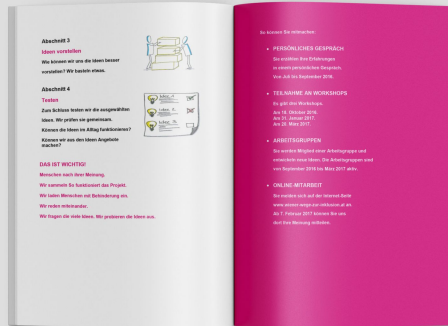 Abschnitt 3
Ideen vorstellen
Wie können wir uns die Ideen besser
vorstellen? Wir basteln etwas.
Abschnitt 4
Testen
Zum Schluss testen wir die ausgewählten
Ideen. Wir prüfen sie gemeinsam.
Können die Ideen im Alltag funktionieren?
Können wir aus den Ideen Angebote
machen?
DAS IST WICHTIG!
Menschen nach ihrer Meinung.
Wir sammeln So funktioniert das Projekt.
Wir laden Menschen mit Behinderung ein.
Wir reden miteinander.
Wir fragen die viele Ideen. Wir probieren die Ideen aus.
So können Sie mitmachen:
• PERSÖNLICHES GESPRÄCH
Sie erzählen Ihre Erfahrungen
in einem persönlichen Gespräch.
Von Juli bis September 2016.
• TEILNAHME AN WORKSHOPS
Es gibt drei Workshops.
Am 19. Oktober 2016.
Am 31. Januar 2017.
Am 29. März 2017.
• ARBEITSGRUPPEN
Sie werden Mitglied einer Arbeitsgruppe und
entwickeln neue Ideen. Die Arbeitsgruppen sind
von September 2016 bis März 2017 aktiv.
• ONLINE-MITARBEIT
Sie melden sich auf der Internet-Seite
an.
Ab 7. Februar 2017 können Sie uns
dort Ihre Meinung mitteilen.